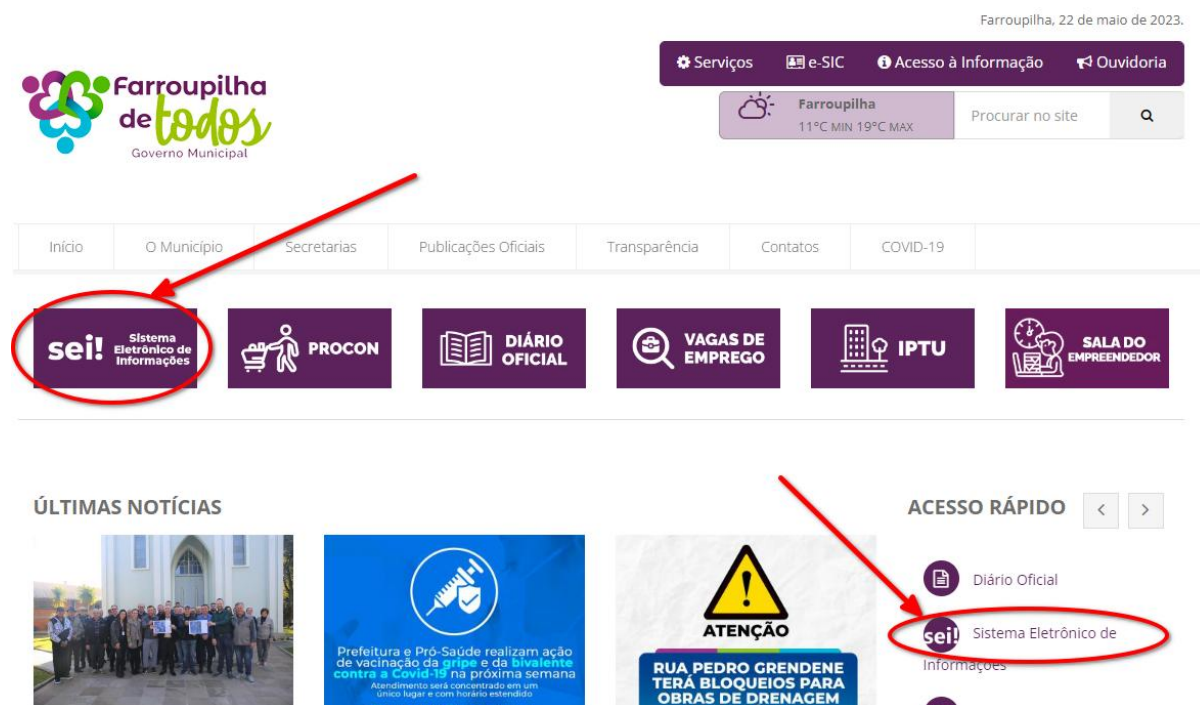 Farroupilha, 22 de maio de 2023.
Serviços e-SIC Acesso à Informação Ouvidoria
Farroupilha
de todos
Governo Municipal
Farroupilha
11°C MIN 19°C MAX
Procurar no site
Início O Município Secretarias Publicações Oficiais Transparência Contatos COVID-19
sei! Sistema
Eletrônico de
Informações
PROCON
DIÁRIO
OFICIAL
VAGAS DE
EMPREGO
IPTU
SALA DO
EMPREENDEDOR
ÚLTIMAS NOTÍCIAS
Prefeitura e Pró-Saúde realizam ação
de vacinação da gripe e da bivalente
contra a Covid-19 na próxima semana
Atendimento será concentrado em um
único lugar e com horário estendido
ATENÇÃO
RUA PEDRO GRENDENE
TERÁ BLOQUEIOS PARA
OBRAS DE DRENAGEM
ACESSO RÁPIDO
Diário Oficial
sei! Sistema Eletrônico de
Informações